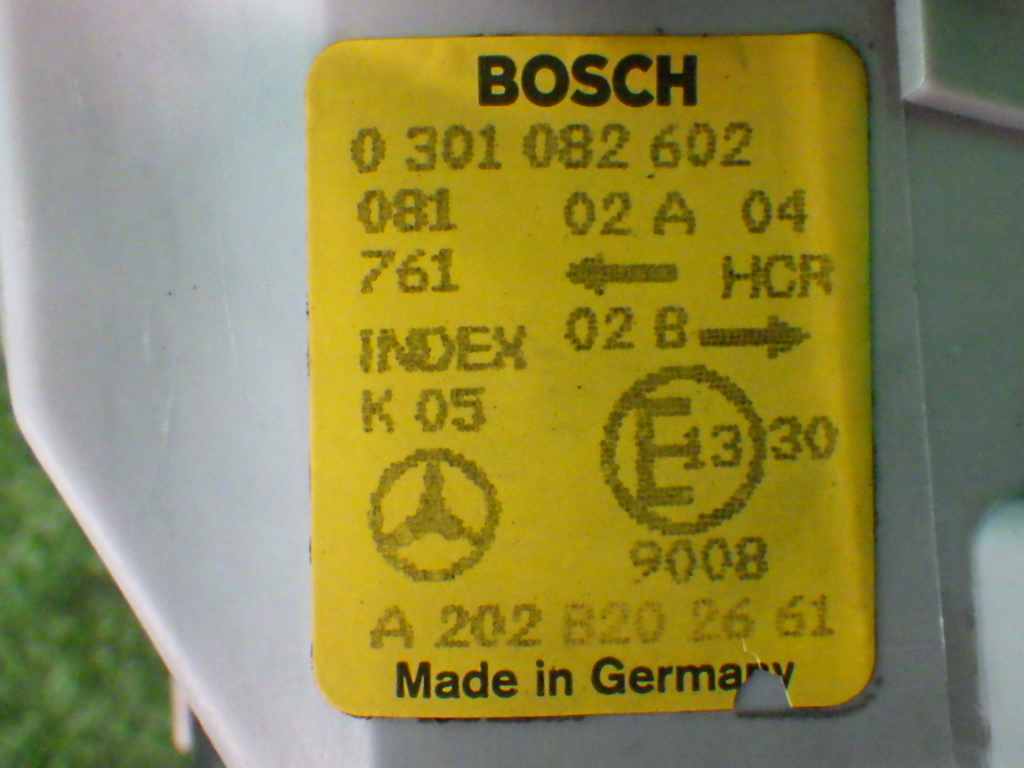 BOSCH
0 301 082 602
081 02 A 04
761 ← HCR
INDEX 02 B →
K 05
E 13 30
9008
A 202 820 26 61
Made in Germany